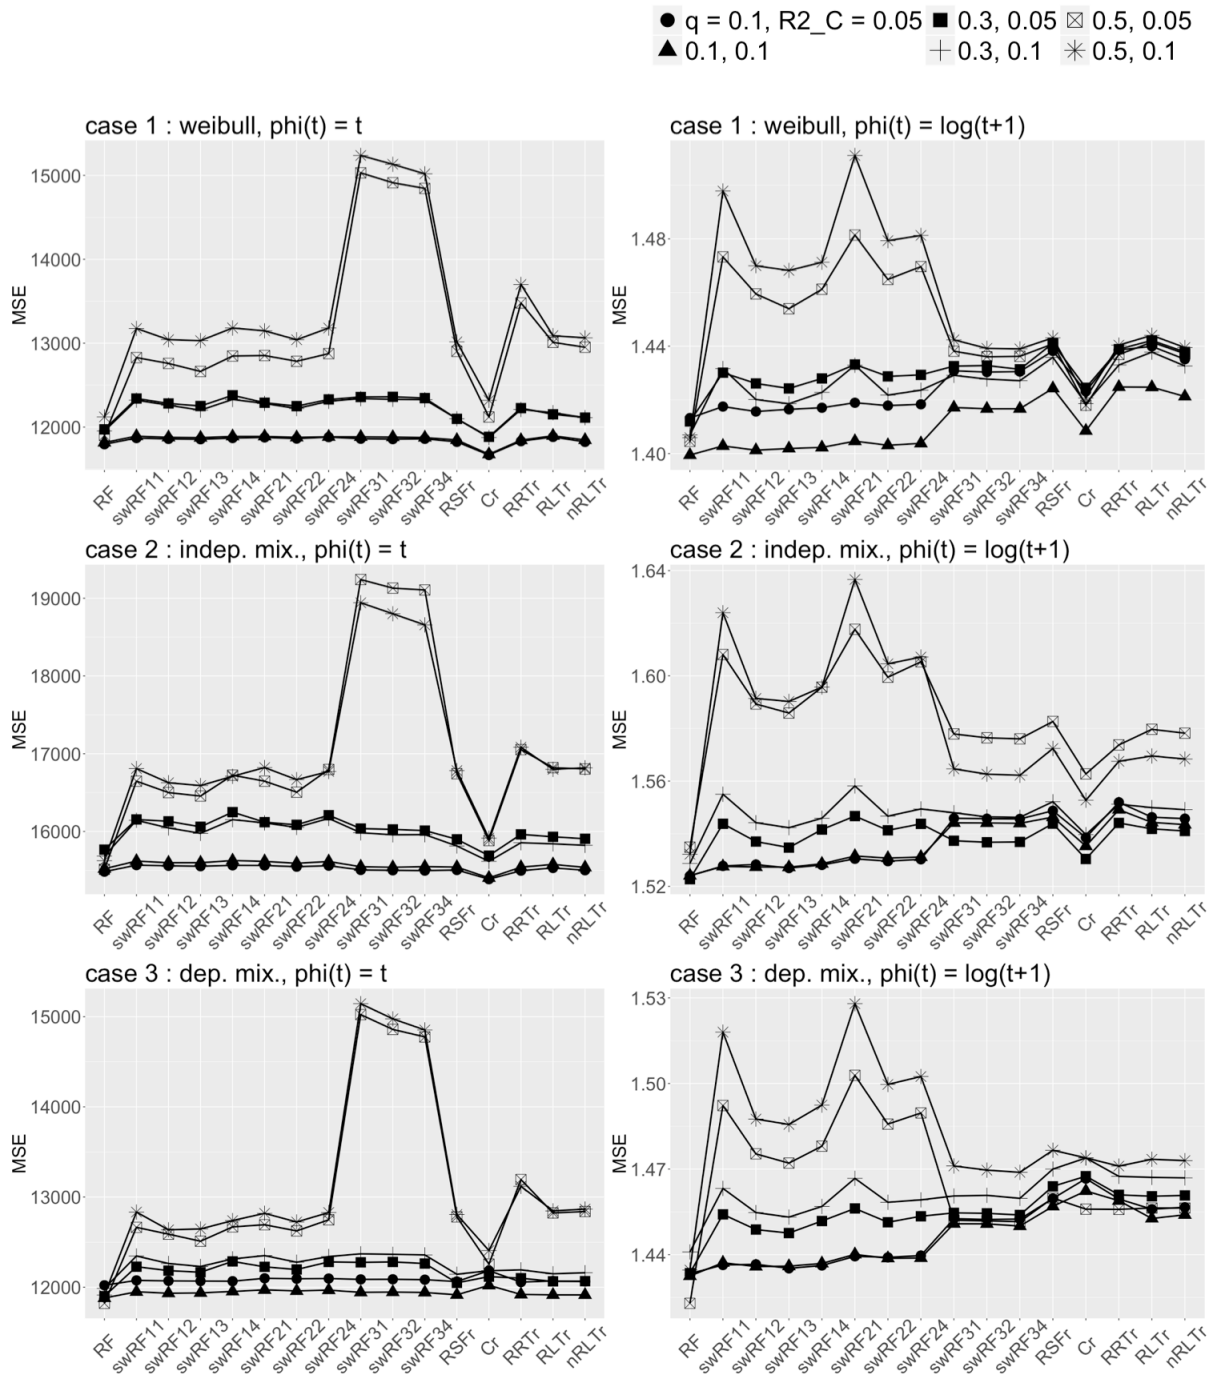 q = 0.1, R2_C = 0.05 0.3, 0.05 0.5, 0.05
0.1, 0.1 0.3, 0.1 0.5, 0.1
case 1 : weibull, phi(t) = t
MSE
15000
14000
13000
12000
RF swRF11 swRF12 swRF13 swRF14 swRF21 swRF22 swRF24 swRF31 swRF32 swRF34 RSFr Cr RRTr RLTr nRLTr
case 1 : weibull, phi(t) = log(t+1)
MSE
1.48
1.44
1.40
RF swRF11 swRF12 swRF13 swRF14 swRF21 swRF22 swRF24 swRF31 swRF32 swRF34 RSFr Cr RRTr RLTr nRLTr
case 2 : indep. mix., phi(t) = t
MSE
19000
18000
17000
16000
RF swRF11 swRF12 swRF13 swRF14 swRF21 swRF22 swRF24 swRF31 swRF32 swRF34 RSFr Cr RRTr RLTr nRLTr
case 2 : indep. mix., phi(t) = log(t+1)
MSE
1.64
1.60
1.56
1.52
RF swRF11 swRF12 swRF13 swRF14 swRF21 swRF22 swRF24 swRF31 swRF32 swRF34 RSFr Cr RRTr RLTr nRLTr
case 3 : dep. mix., phi(t) = t
MSE
15000
14000
13000
12000
RF swRF11 swRF12 swRF13 swRF14 swRF21 swRF22 swRF24 swRF31 swRF32 swRF34 RSFr Cr RRTr RLTr nRLTr
case 3 : dep. mix., phi(t) = log(t+1)
MSE
1.53
1.50
1.47
1.44
RF swRF11 swRF12 swRF13 swRF14 swRF21 swRF22 swRF24 swRF31 swRF32 swRF34 RSFr Cr RRTr RLTr nRLTr